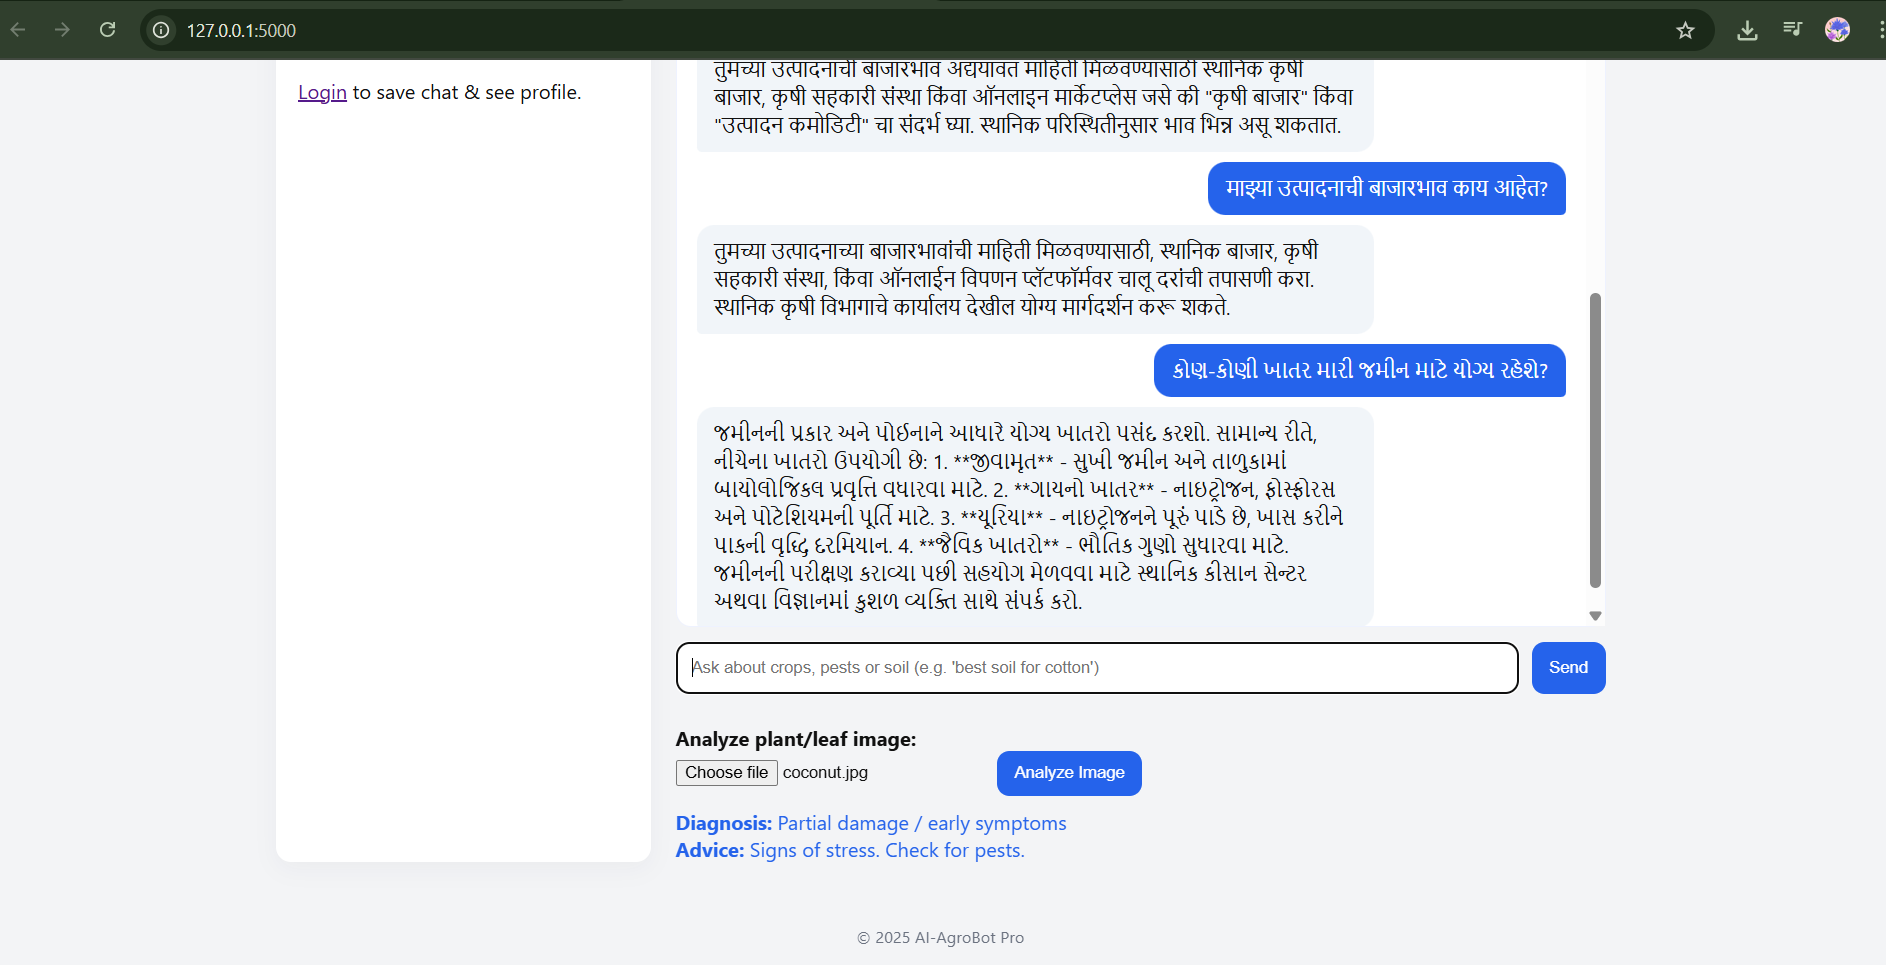 127.0.0.1:5000
Login to save chat & see profile.
तुमच्या उत्पादनाची बाजारभाव अद्ययावत माहिती मिळवण्यासाठी स्थानिक कृषी
बाजार, कृषी सहकारी संस्था किंवा ऑनलाइन मार्केटप्लेस जसे की "कृषी बाजार" किंवा
"उत्पादन कमोडिटी" चा संदर्भ घ्या. स्थानिक परिस्थितीनुसार भाव भिन्न असू शकतात.
माझ्या उत्पादनाची बाजारभाव काय आहेत?
तुमच्या उत्पादनाच्या बाजारभावांची माहिती मिळवण्यासाठी, स्थानिक बाजार, कृषी
सहकारी संस्था, किंवा ऑनलाईन विपणन प्लॅटफॉर्मवर चालू दरांची तपासणी करा.
स्थानिक कृषी विभागाचे कार्यालय देखील योग्य मार्गदर्शन करू शकते.
કોણ-કોણી ખાતર મારી જમીન માટે યોગ્ય રહેશે?
જમીનની પ્રકાર અને પોઈનાને આધારે યોગ્ય ખાતરો પસંદ કરશો. સામાન્ય રીતે,
નીચેના ખાતરો ઉપયોગી છે: 1. **જીવામૃત** - સુખી જમીન અને તાળુકામાં
બાયોલોજિકલ પ્રવૃત્તિ વધારવા માટે. 2. **ગાયનો ખાતર** - નાઇટ્રોજન, ફોસ્ફોરસ
અને પોટેશિયમની પૂર્તિ માટે. 3. **યૂરિયા** - નાઇટ્રોજનને પૂરું પાડે છે, ખાસ કરીને
પાકની વૃદ્ધિ દરમિયાન. 4. **જૈવિક ખાતરો** - ભૌતિક ગુણો સુધારવા માટે.
જમીનની પરીક્ષણ કરાવ્યા પછી સહયોગ મેળવવા માટે સ્થાનિક કીસાન સેન્ટર
અથવા વિજ્ઞાનમાં કુશળ વ્યક્તિ સાથે સંપર્ક કરો.
Ask about crops, pests or soil (e.g. 'best soil for cotton')
Send
Analyze plant/leaf image:
Choose file coconut.jpg
Analyze Image
Diagnosis: Partial damage / early symptoms
Advice: Signs of stress. Check for pests.
© 2025 AI-AgroBot Pro